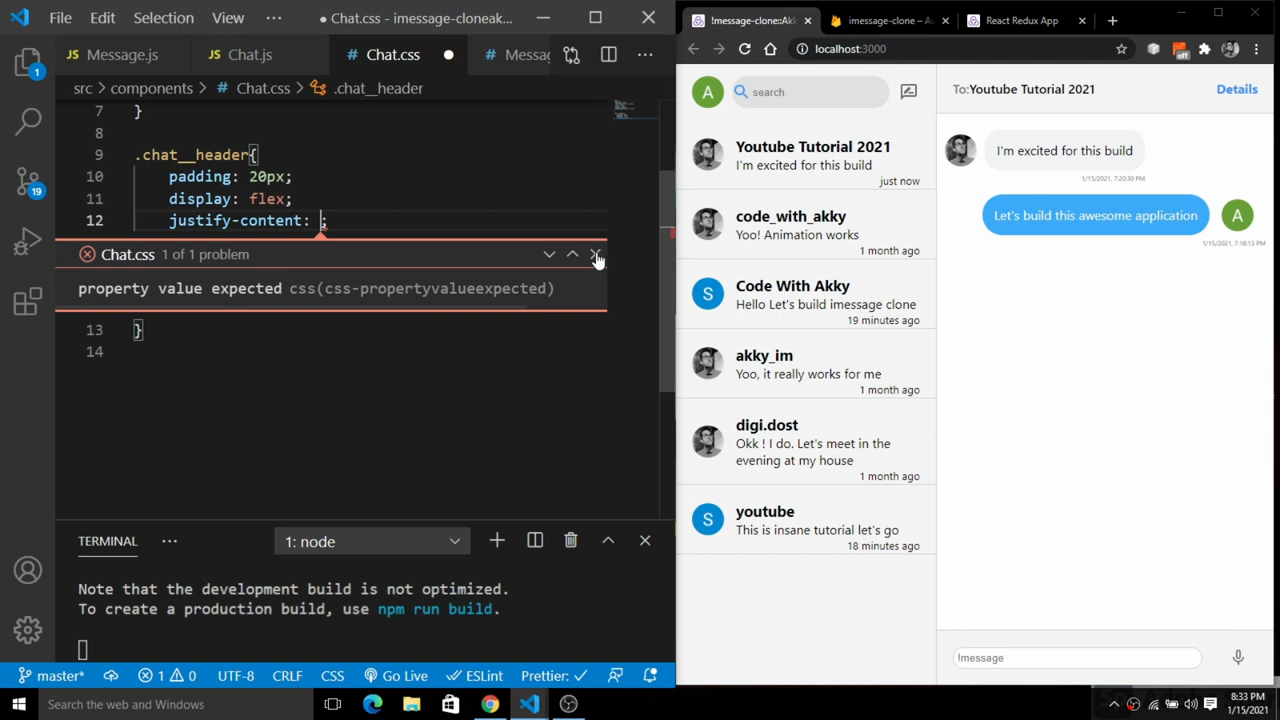 File Edit Selection View ··· ● Chat.css - imessage-cloneak...
JS Message.js
JS Chat.js
# Chat.css ●
# Messag
1
src > components > # Chat.css > .chat__header
7 }
8
9 .chat__header{
10 padding: 20px;
11 display: flex;
12 justify-content: ;
19
Chat.css 1 of 1 problem
property value expected css(css-propertyvalueexpected)
13 }
14
TERMINAL ···
1: node
Note that the development build is not optimized.
To create a production build, use npm run build.
master* 1 0 UTF-8 CRLF CSS Go Live ESLint Prettier: ✓
!message-clone::Akk
imessage-clone – Au
React Redux App
localhost:3000
off
A
search
To:Youtube Tutorial 2021
Details
Youtube Tutorial 2021
I'm excited for this build
just now
code_with_akky
Yoo! Animation works
1 month ago
S
Code With Akky
Hello Let's build imessage clone
19 minutes ago
akky_im
Yoo, it really works for me
1 month ago
digi.dost
Okk ! I do. Let's meet in the
evening at my house
1 month ago
S
youtube
This is insane tutorial let's go
18 minutes ago
I'm excited for this build
1/15/2021, 7:20:30 PM
Let's build this awesome application
A
1/15/2021, 7:18:13 PM
!message
Search the web and Windows
8:33 PM
1/15/2021